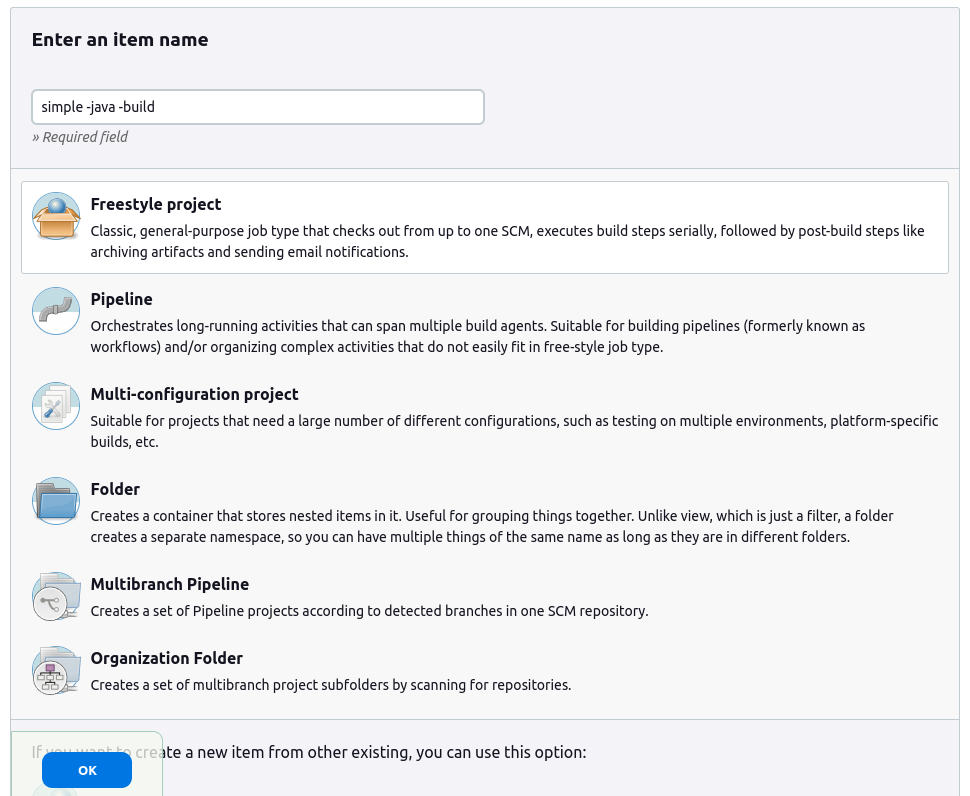 Enter an item name
simple -java -build
» Required field
Freestyle project
Classic, general-purpose job type that checks out from up to one SCM, executes build steps serially, followed by post-build steps like
archiving artifacts and sending email notifications.
Pipeline
Orchestrates long-running activities that can span multiple build agents. Suitable for building pipelines (formerly known as
workflows) and/or organizing complex activities that do not easily fit in free-style job type.
Multi-configuration project
Suitable for projects that need a large number of different configurations, such as testing on multiple environments, platform-specific
builds, etc.
Folder
Creates a container that stores nested items in it. Useful for grouping things together. Unlike view, which is just a filter, a folder
creates a separate namespace, so you can have multiple things of the same name as long as they are in different folders.
Multibranch Pipeline
Creates a set of Pipeline projects according to detected branches in one SCM repository.
Organization Folder
Creates a set of multibranch project subfolders by scanning for repositories.
If you want to create a new item from other existing, you can use this option:
OK